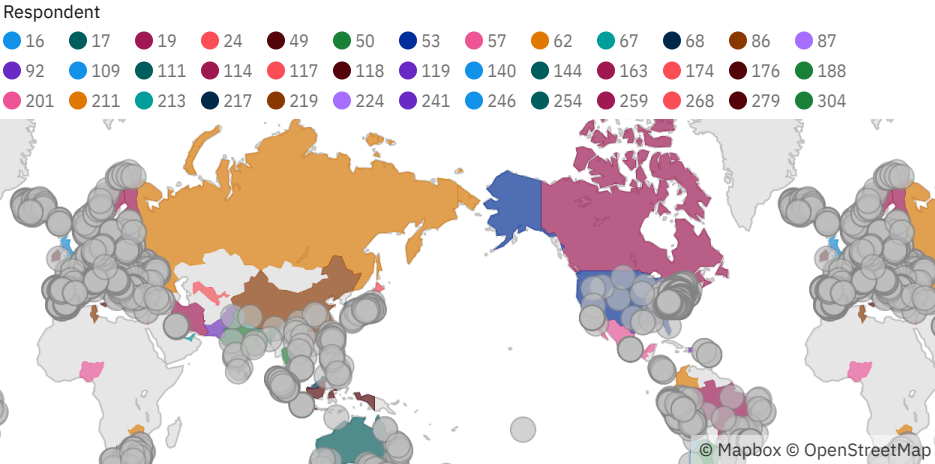 Respondent
16 17 19 24 49 50 53 57 62 67 68 86 87
92 109 111 114 117 118 119 140 144 163 174 176 188
201 211 213 217 219 224 241 246 254 259 268 279 304
© Mapbox © OpenStreetMap